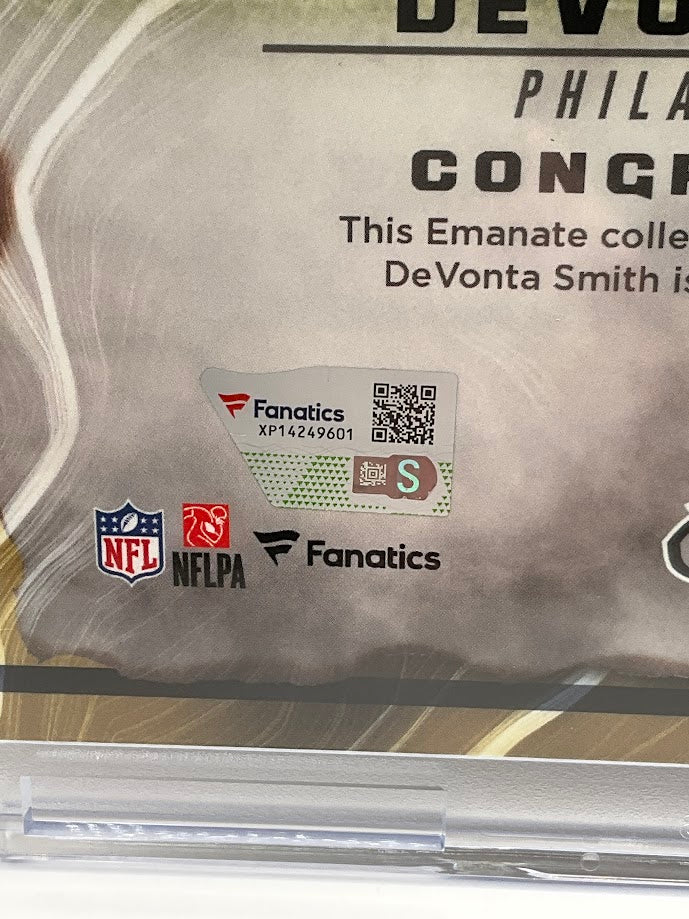 DEVO
PHILA
CONGR
This Emanate colle
DeVonta Smith is
Fanatics
XP14249601
S
NFL
NFLPA
Fanatics